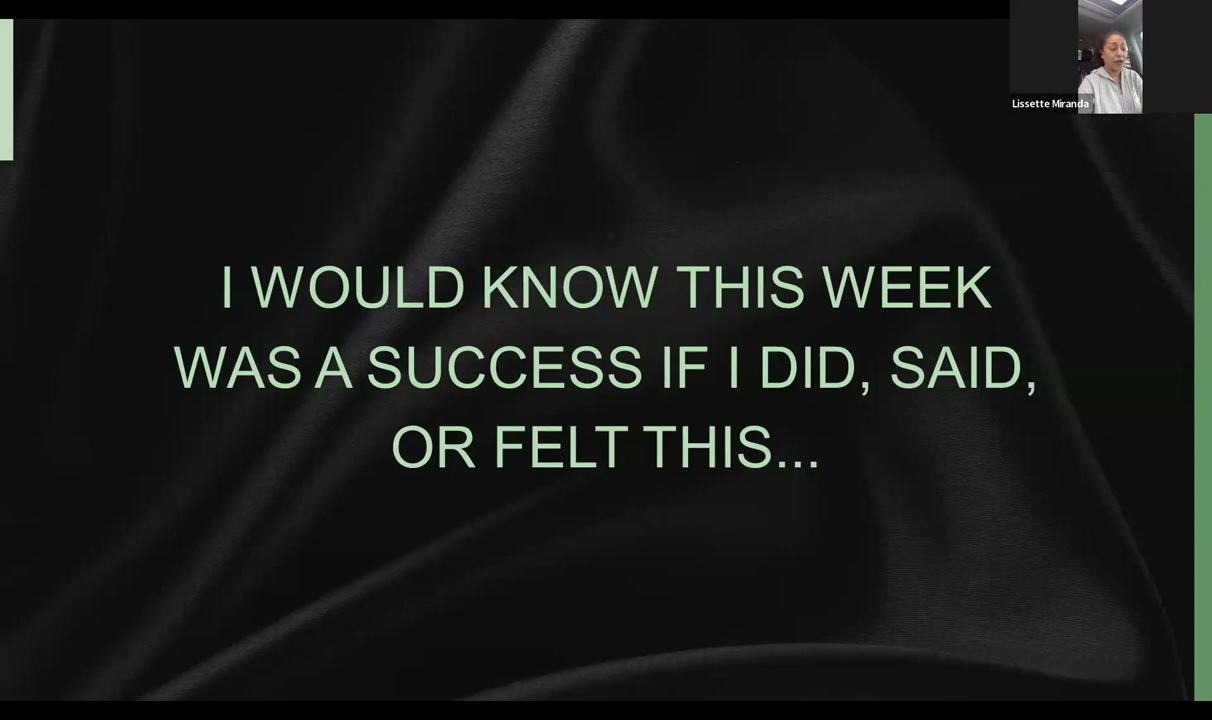 Lissette Miranda
I WOULD KNOW THIS WEEK
WAS A SUCCESS IF I DID, SAID,
OR FELT THIS...